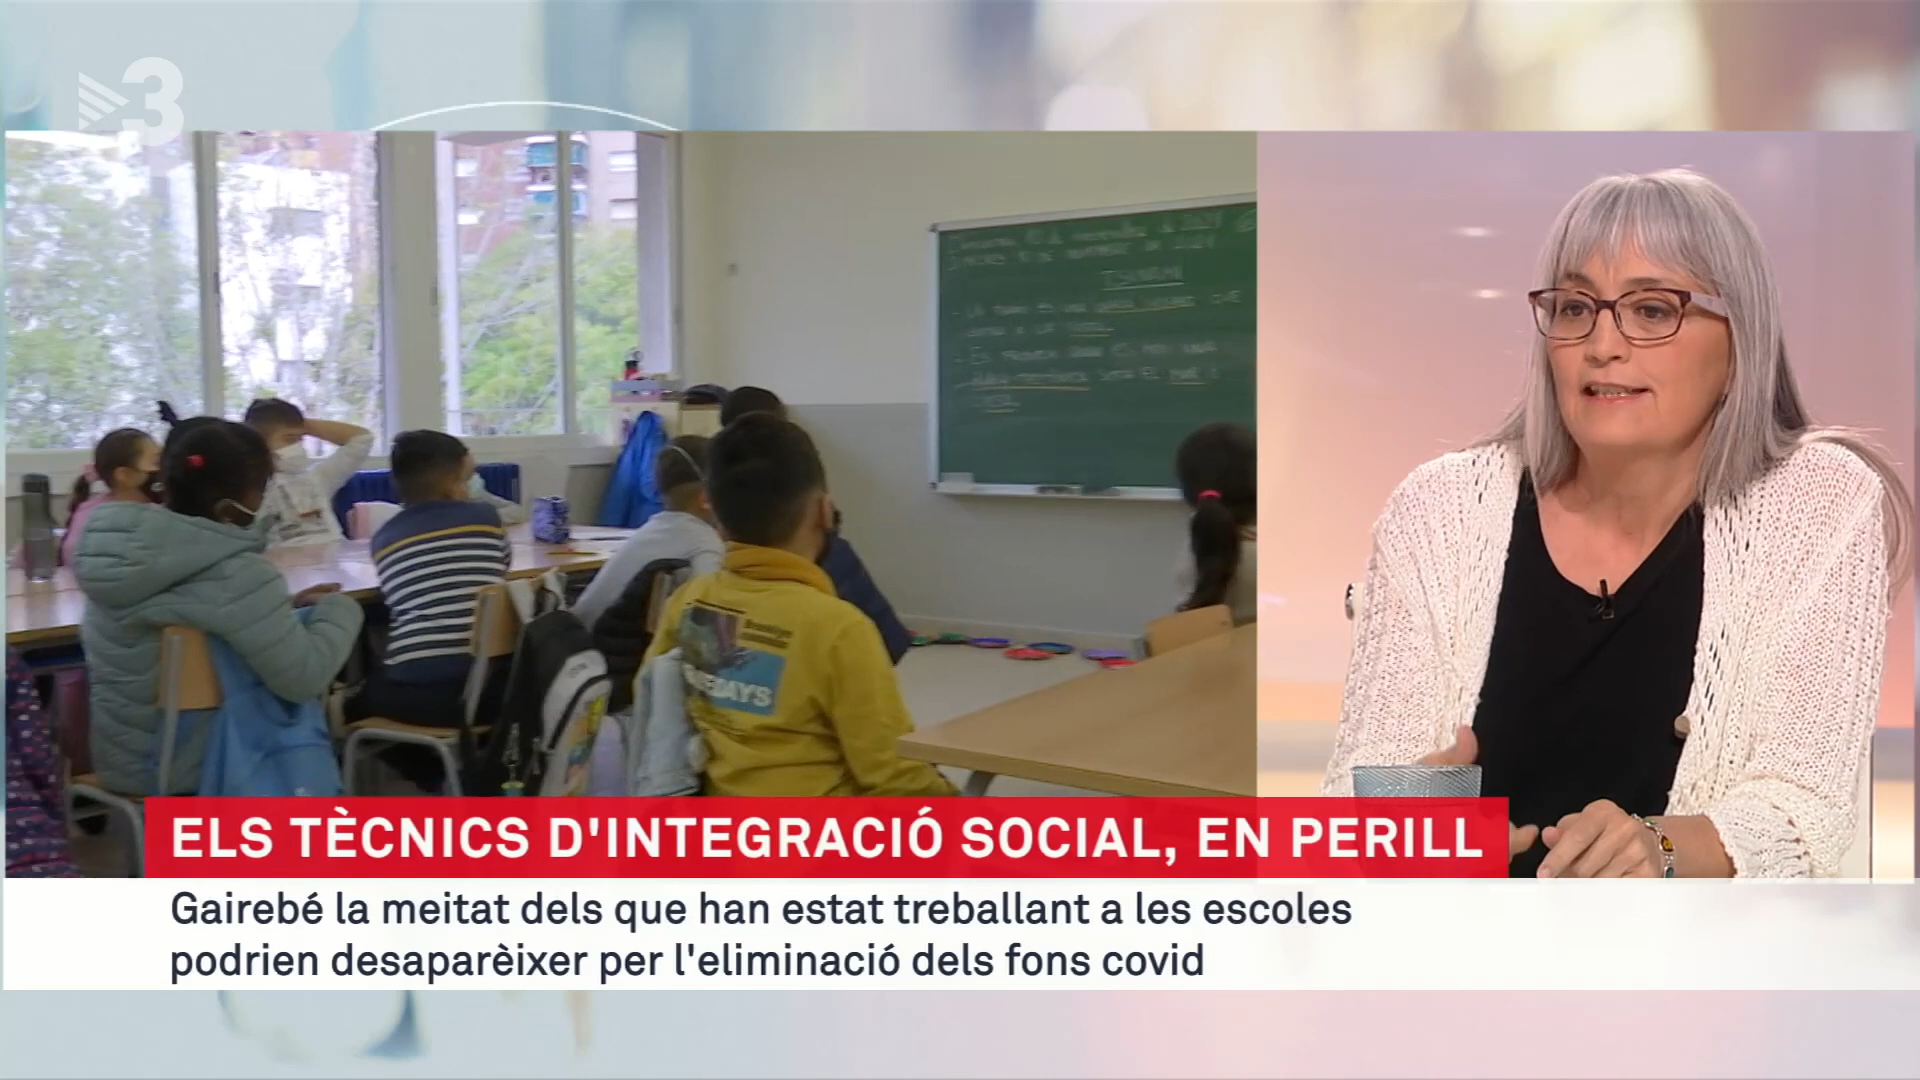 3
TSUNAMI
ELS TÈCNICS D'INTEGRACIÓ SOCIAL, EN PERILL
Gairebé la meitat dels que han estat treballant a les escoles
podrien desaparèixer per l'eliminació dels fons covid